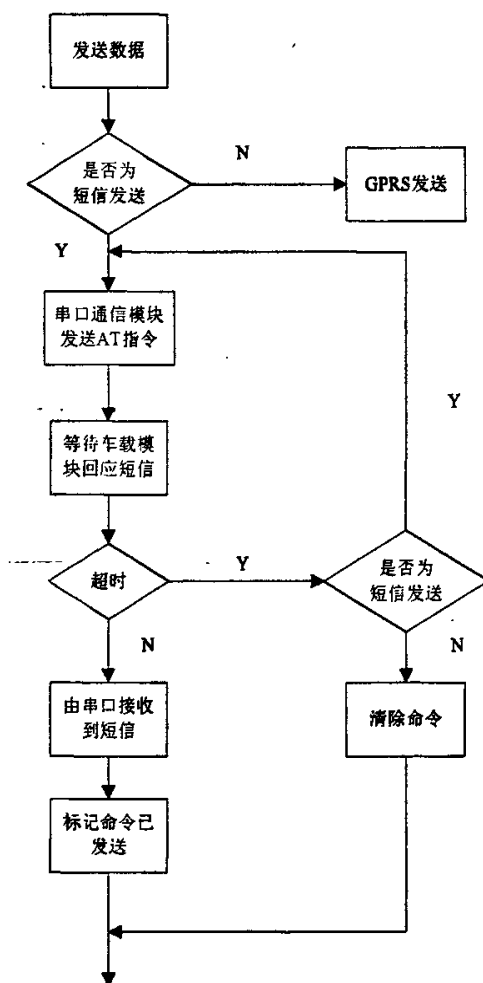 发送数据
是否为
短信发送
N
GPRS发送
Y
串口通信模块
发送AT指令
Y
等待车载模
块回应短信
超时
Y
是否为
短信发送
N
N
由串口接收
到短信
清除命令
标记命令已
发送